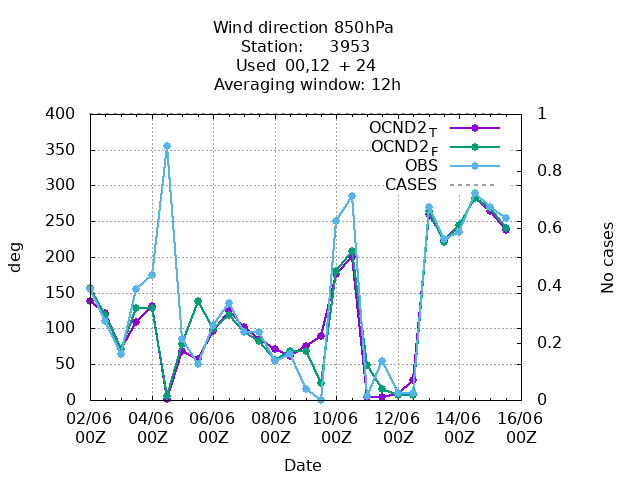 Wind direction 850hPa
Station: 3953
Used 00,12 + 24
Averaging window: 12h
400
350
300
250
200
150
100
50
0
deg
1
0.8
0.6
0.4
0.2
0
No cases
OCND2T
OCND2F
OBS
CASES
02/06 04/06 06/06 08/06 10/06 12/06 14/06 16/06
00Z 00Z 00Z 00Z 00Z 00Z 00Z 00Z
Date